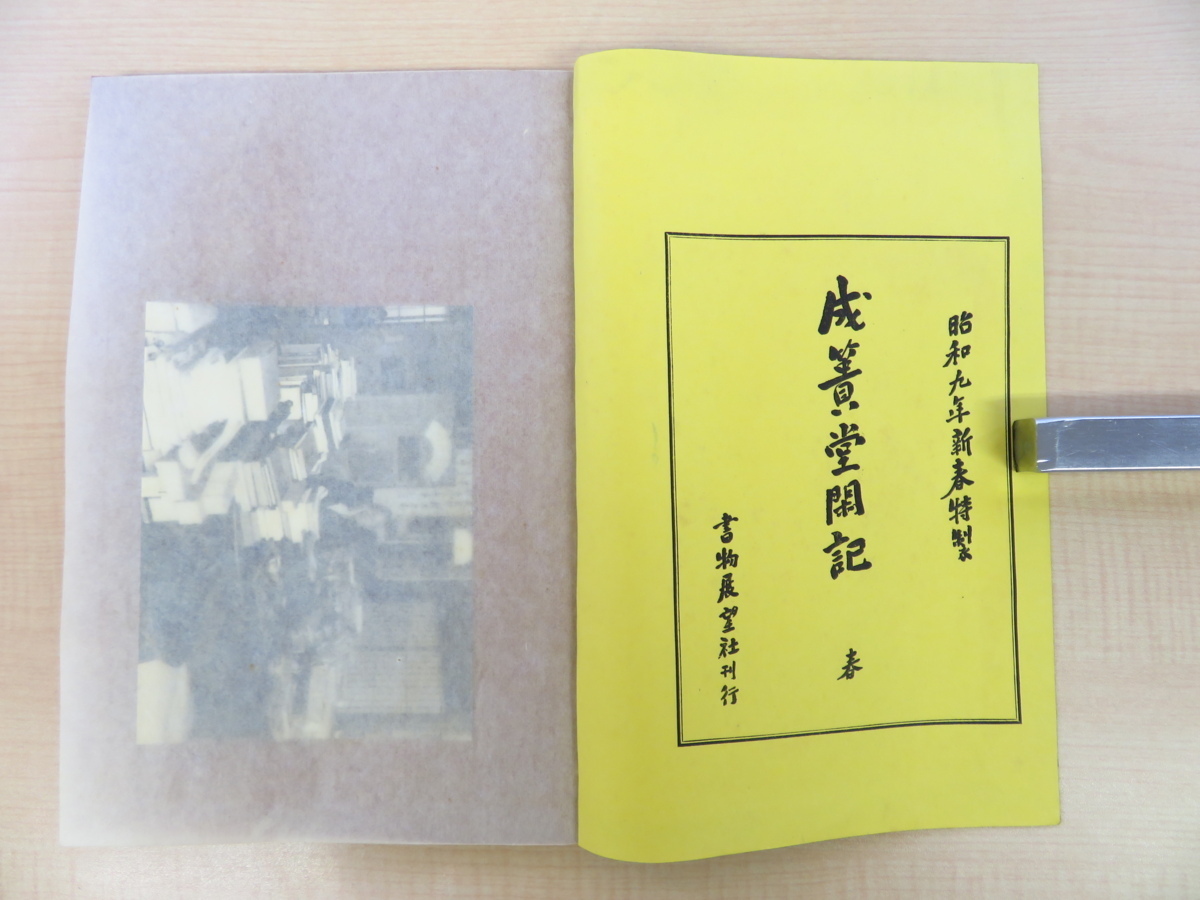 昭和九年新春特製
成簣堂閑記 春
書物展望社刊行